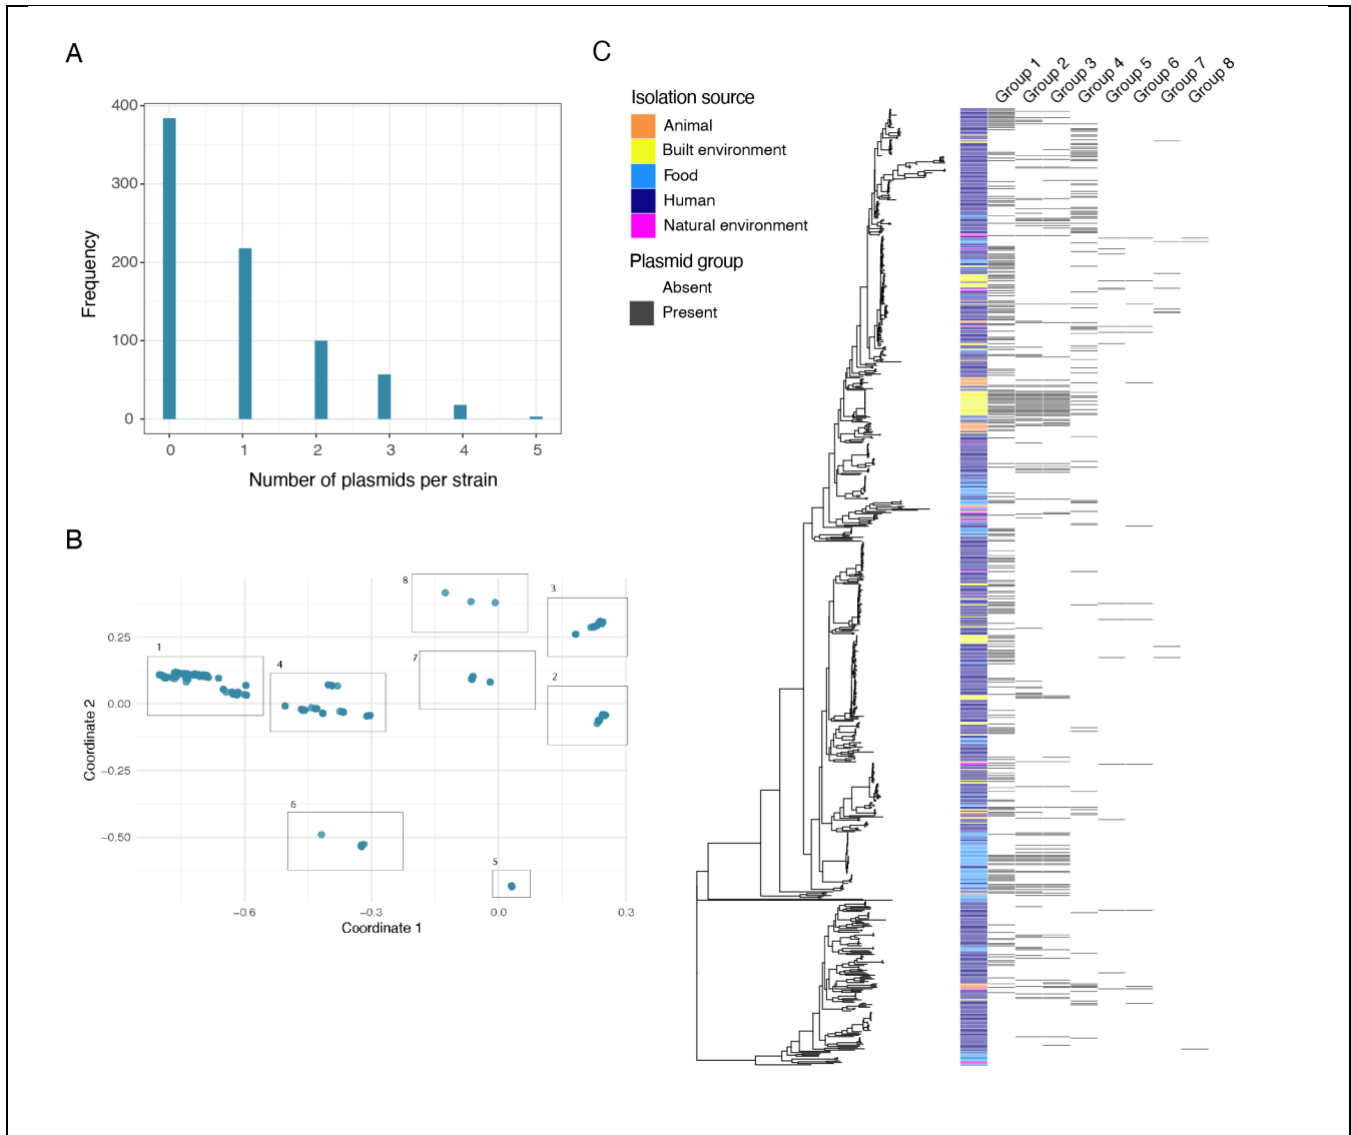 A
400
300
200
100
0
Frequency
0 1 2 3 4 5
Number of plasmids per strain
B
0.25
0.00
−0.25
−0.50
Coordinate 2
1
4
8
3
7
2
6
5
−0.6 −0.3 0.0 0.3
Coordinate 1
C
Isolation source
Animal
Built environment
Food
Human
Natural environment
Plasmid group
Absent
Present
Group 1
Group 2
Group 3
Group 4
Group 5
Group 6
Group 7
Group 8